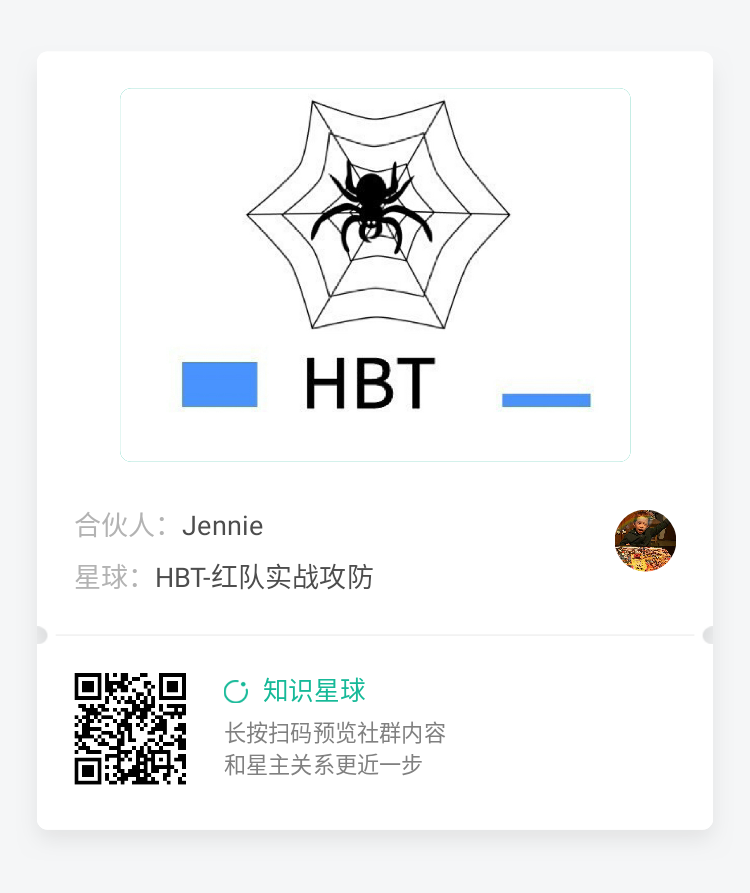 HBT
合伙人：Jennie
星球：HBT-红队实战攻防
知识星球
长按扫码预览社群内容
和星主关系更近一步